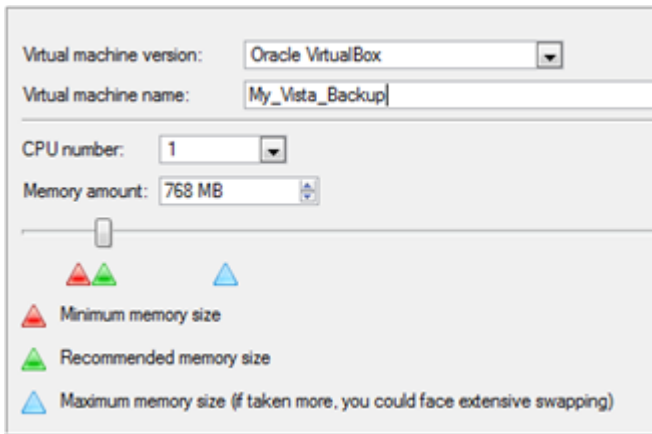 Virtual machine version: Oracle VirtualBox
Virtual machine name: My_Vista_Backup
CPU number: 1
Memory amount: 768 MB
Minimum memory size
Recommended memory size
Maximum memory size (if taken more, you could face extensive swapping)